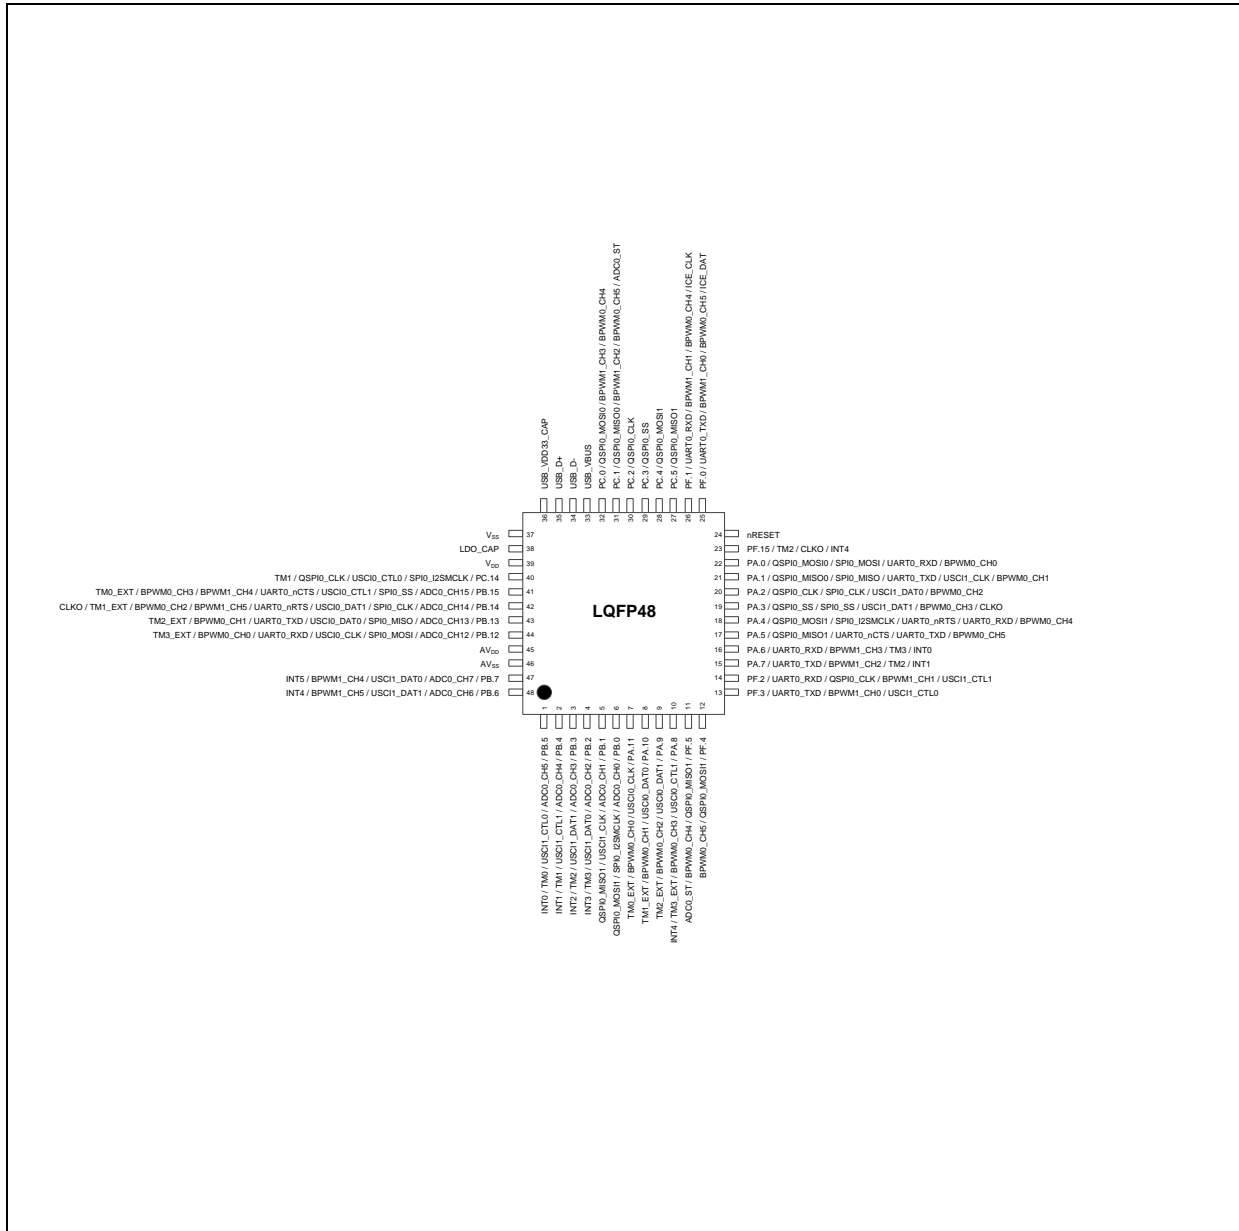 USB_VDD33_CAP
USB_D+
USB_D-
USB_VBUS
PC.0 / QSPI0_MOSI0 / BPWM1_CH3 / BPWM0_CH4
PC.1 / QSPI0_MISO0 / BPWM1_CH2 / BPWM0_CH5 / ADC0_ST
PC.2 / QSPI0_CLK
PC.3 / QSPI0_SS
PC.4 / QSPI0_MOSI1
PC.5 / QSPI0_MISO1
PF.1 / UART0_RXD / BPWM1_CH1 / BPWM0_CH4 / ICE_CLK
PF.0 / UART0_TXD / BPWM1_CH0 / BPWM0_CH5 / ICE_DAT
36 35 34 33 32 31 30 29 28 27 26 25
VSS 37
LDO_CAP 38
VDD 39
TM1 / QSPI0_CLK / USCI0_CTL0 / SPI0_I2SMCLK / PC.14 40
TM0_EXT / BPWM0_CH3 / BPWM1_CH4 / UART0_nCTS / USCI0_CTL1 / SPI0_SS / ADC0_CH15 / PB.15 41
CLKO / TM1_EXT / BPWM0_CH2 / BPWM1_CH5 / UART0_nRTS / USCI0_DAT1 / SPI0_CLK / ADC0_CH14 / PB.14 42
TM2_EXT / BPWM0_CH1 / UART0_TXD / USCI0_DAT0 / SPI0_MISO / ADC0_CH13 / PB.13 43
TM3_EXT / BPWM0_CH0 / UART0_RXD / USCI0_CLK / SPI0_MOSI / ADC0_CH12 / PB.12 44
AVDD 45
AVSS 46
INT5 / BPWM1_CH4 / USCI1_DAT0 / ADC0_CH7 / PB.7 47
INT4 / BPWM1_CH5 / USCI1_DAT1 / ADC0_CH6 / PB.6 48
LQFP48
24 nRESET
23 PF.15 / TM2 / CLKO / INT4
22 PA.0 / QSPI0_MOSI0 / SPI0_MOSI / UART0_RXD / BPWM0_CH0
21 PA.1 / QSPI0_MISO0 / SPI0_MISO / UART0_TXD / USCI1_CLK / BPWM0_CH1
20 PA.2 / QSPI0_CLK / SPI0_CLK / USCI1_DAT0 / BPWM0_CH2
19 PA.3 / QSPI0_SS / SPI0_SS / USCI1_DAT1 / BPWM0_CH3 / CLKO
18 PA.4 / QSPI0_MOSI1 / SPI0_I2SMCLK / UART0_nRTS / UART0_RXD / BPWM0_CH4
17 PA.5 / QSPI0_MISO1 / UART0_nCTS / UART0_TXD / BPWM0_CH5
16 PA.6 / UART0_RXD / BPWM1_CH3 / TM3 / INT0
15 PA.7 / UART0_TXD / BPWM1_CH2 / TM2 / INT1
14 PF.2 / UART0_RXD / QSPI0_CLK / BPWM1_CH1 / USCI1_CTL1
13 PF.3 / UART0_TXD / BPWM1_CH0 / USCI1_CTL0
1 2 3 4 5 6 7 8 9 10 11 12
INT0 / TM0 / USCI1_CTL0 / ADC0_CH5 / PB.5
INT1 / TM1 / USCI1_CTL1 / ADC0_CH4 / PB.4
INT2 / TM2 / USCI1_DAT1 / ADC0_CH3 / PB.3
INT3 / TM3 / USCI1_DAT0 / ADC0_CH2 / PB.2
QSPI0_MISO1 / USCI1_CLK / ADC0_CH1 / PB.1
QSPI0_MOSI1 / SPI0_I2SMCLK / ADC0_CH0 / PB.0
TM0_EXT / BPWM0_CH0 / USCI0_CLK / PA.11
TM1_EXT / BPWM0_CH1 / USCI0_DAT0 / PA.10
TM2_EXT / BPWM0_CH2 / USCI0_DAT1 / PA.9
INT4 / TM3_EXT / BPWM0_CH3 / USCI0_CTL1 / PA.8
ADC0_ST / BPWM0_CH4 / QSPI0_MISO1 / PF.5
BPWM0_CH5 / QSPI0_MOSI1 / PF.4